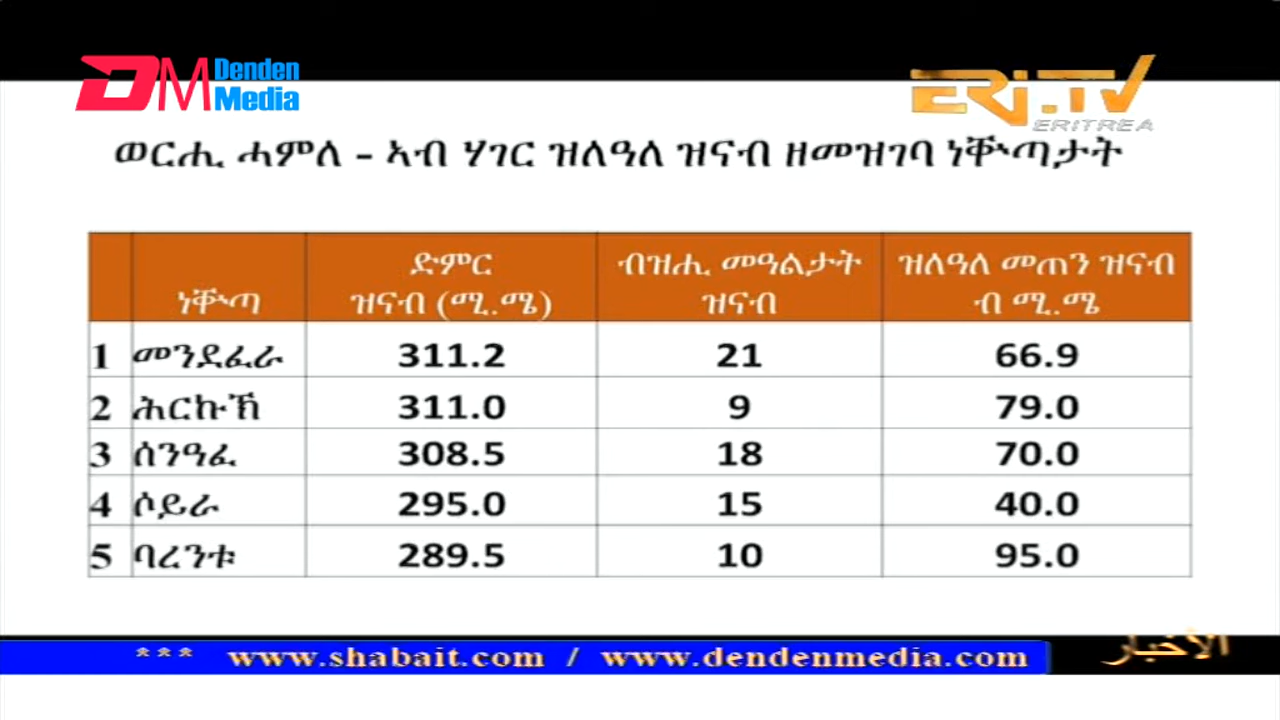 DM Denden
Media
ERi.TV
ERITREA
ወርሒ ሓምለ - ኣብ ሃገር ዝለዓለ ዝናብ ዘመዝገባ ነቝጣታት
ነቝጣ
ድምር
ዝናብ (ሚ.ሜ)
ብዝሒ መዓልታት
ዝናብ
ዝለዓለ መጠን ዝናብ
ብ ሚ.ሜ
1 መንደፈራ 311.2 21 66.9
2 ሕርኩኽ 311.0 9 79.0
3 ሰንዓፈ 308.5 18 70.0
4 ሶይራ 295.0 15 40.0
5 ባረንቱ 289.5 10 95.0
*** www.shabait.com / www.dendenmedia.com
الأخبار